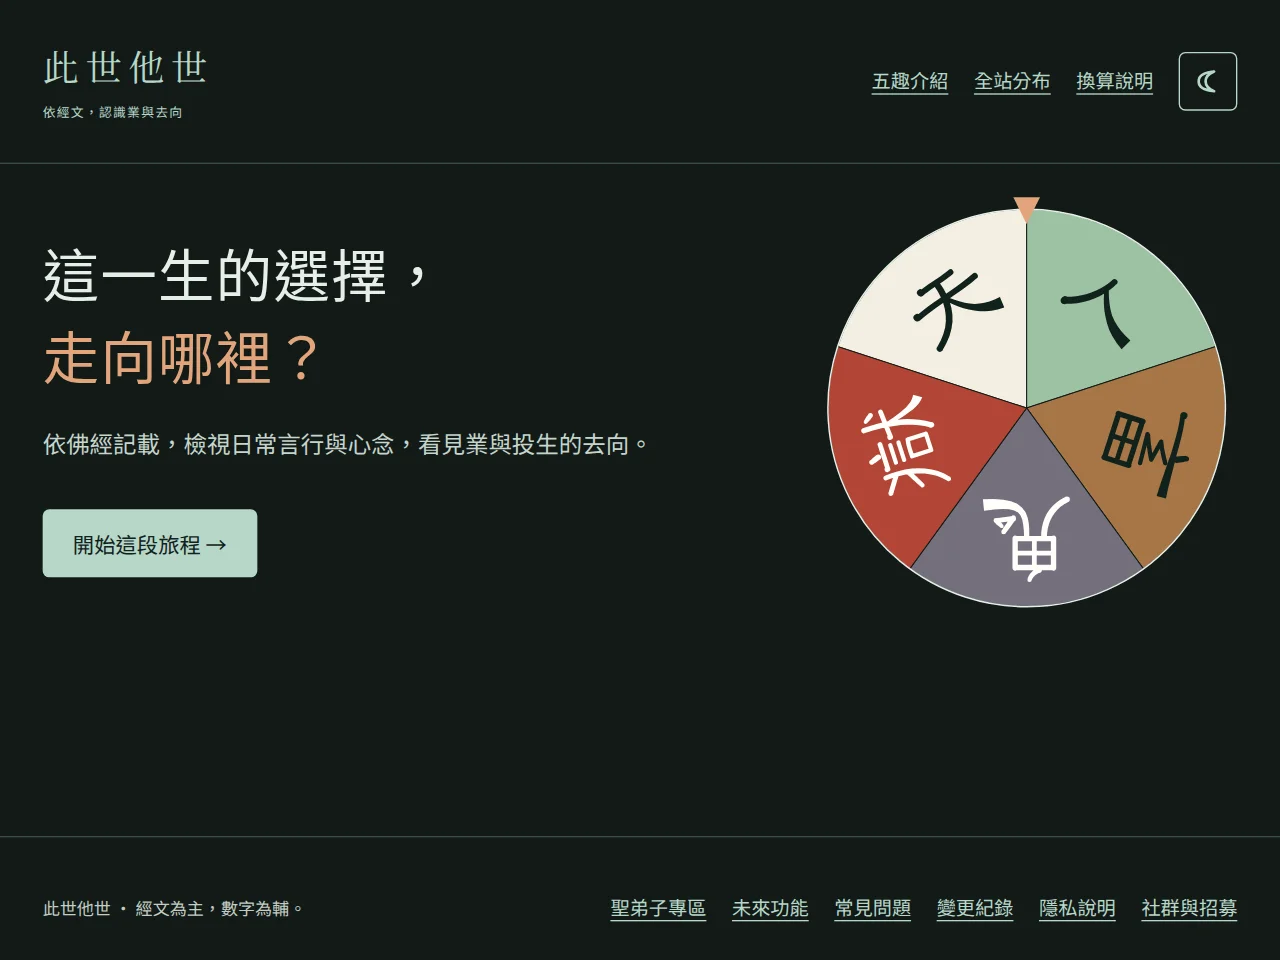 此世他世
依經文，認識業與去向
五趣介紹
全站分布
換算說明
這一生的選擇，
走向哪裡？
依佛經記載，檢視日常言行與心念，看見業與投生的去向。
開始這段旅程 →
天
人
畜
鬼
獄
此世他世 · 經文為主，數字為輔。
聖弟子專區
未來功能
常見問題
變更紀錄
隱私說明
社群與招募